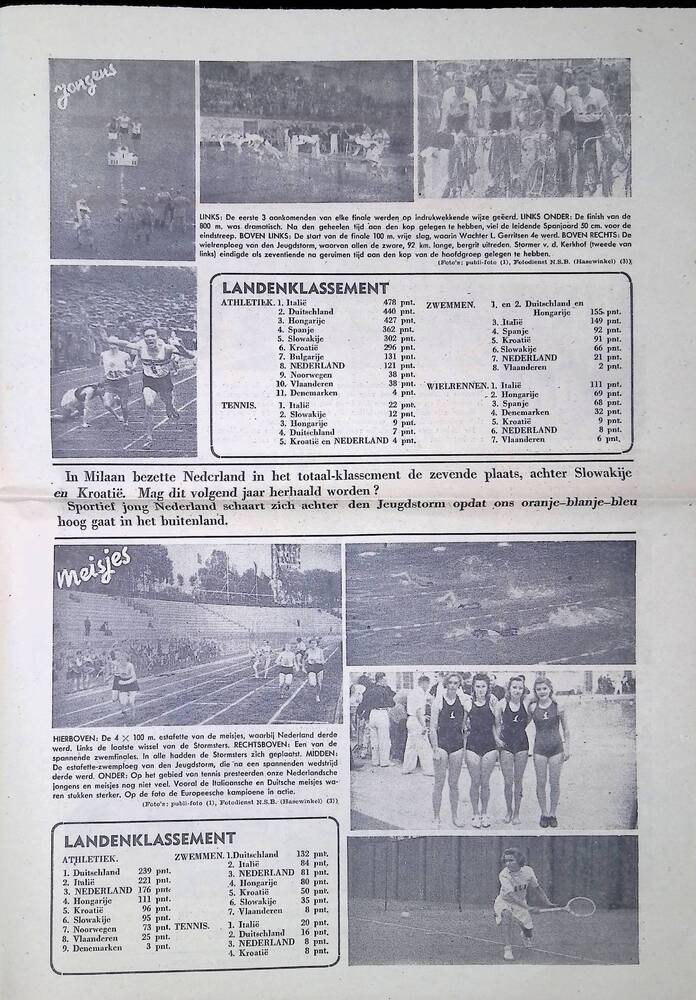 Jongens
LINKS: De eerste 3 aankomenden van elke finale werden op indrukwekkende wijze geëerd. LINKS ONDER: De finish van de
800 m. was dramatisch. Na den geheelen tijd aan den kop gelegen te hebben, viel de leidende Spanjaard 50 cm. voor de
eindstreep. BOVEN LINKS: De start van de finale 100 m. vrije slag, waarin Wachter L. Gerritsen 4e werd. BOVEN RECHTS: De
wielrenploeg van den Jeugdstorm, waarvan allen de zware, 92 km. lange, bergrit uitreden. Stormer v. d. Kerkhof (tweede van
links) eindigde als zeventiende na geruimen tijd aan den kop van de hoofdgroep gelegen te hebben.
(Foto's: publi-foto (1), Fotodienst N.S.B. (Hasewinkel) (3))
LANDENKLASSEMENT
ATHLETIEK. 1. Italië 478 pnt.
2. Duitschland 440 pnt.
3. Hongarije 427 pnt.
4. Spanje 362 pnt.
5. Slowakije 302 pnt.
6. Kroatië 296 pnt.
7. Bulgarije 131 pnt.
8. NEDERLAND 121 pnt.
9. Noorwegen 38 pnt.
10. Vlaanderen 38 pnt.
11. Denemarken 4 pnt.
TENNIS. 1. Italië 22 pnt.
2. Slowakije 12 pnt.
3. Hongarije 9 pnt.
4. Duitschland 7 pnt.
5. Kroatië en NEDERLAND 4 pnt.
ZWEMMEN. 1. en 2. Duitschland en
Hongarije 155 pnt.
3. Italië 149 pnt.
4. Spanje 92 pnt.
5. Kroatië 91 pnt.
6. Slowakije 66 pnt.
7. NEDERLAND 21 pnt.
8. Vlaanderen 2 pnt.
WIELRENNEN. 1. Italië 111 pnt.
2. Hongarije 69 pnt.
3. Spanje 68 pnt.
4. Denemarken 32 pnt.
5. Kroatië 9 pnt.
6. NEDERLAND 8 pnt.
7. Vlaanderen 6 pnt.
In Milaan bezette Nederland in het totaal-klassement de zevende plaats, achter Slowakije
en Kroatië. Mag dit volgend jaar herhaald worden?
Sportief jong Nederland schaart zich achter den Jeugdstorm opdat ons oranje-blanje-bleu
hoog gaat in het buitenland.
Meisjes
HIERBOVEN: De 4 × 100 m. estafette van de meisjes, waarbij Nederland derde
werd. Links de laatste wissel van de Stormsters. RECHTSBOVEN: Een van de
spannende zwemfinales. In alle hadden de Stormsters zich geplaatst. MIDDEN:
De estafette-zwemploeg van den Jeugdstorm, die na een spannenden wedstrijd
derde werd. ONDER: Op het gebied van tennis presteerden onze Nederlandsche
jongens en meisjes nog niet veel. Vooral de Italiaansche en Duitsche meisjes wa-
ren stukken sterker. Op de foto de Europeesche kampioene in actie.
(Foto's: publi-foto (1), Fotodienst N.S.B. (Hasewinkel) (3))
LANDENKLASSEMENT
ATHLETIEK.
1. Duitschland 239 pnt.
2. Italië 221 pnt.
3. NEDERLAND 176 pnt.
4. Hongarije 111 pnt.
5. Kroatië 96 pnt.
6. Slowakije 95 pnt.
7. Noorwegen 73 pnt.
8. Vlaanderen 25 pnt.
9. Denemarken 3 pnt.
ZWEMMEN. 1. Duitschland 132 pnt.
2. Italië 84 pnt.
3. NEDERLAND 81 pnt.
4. Hongarije 80 pnt.
5. Kroatië 50 pnt.
6. Slowakije 35 pnt.
7. Vlaanderen 8 pnt.
TENNIS. 1. Italië 20 pnt.
2. Duitschland 16 pnt.
3. NEDERLAND 8 pnt.
4. Kroatië 8 pnt.